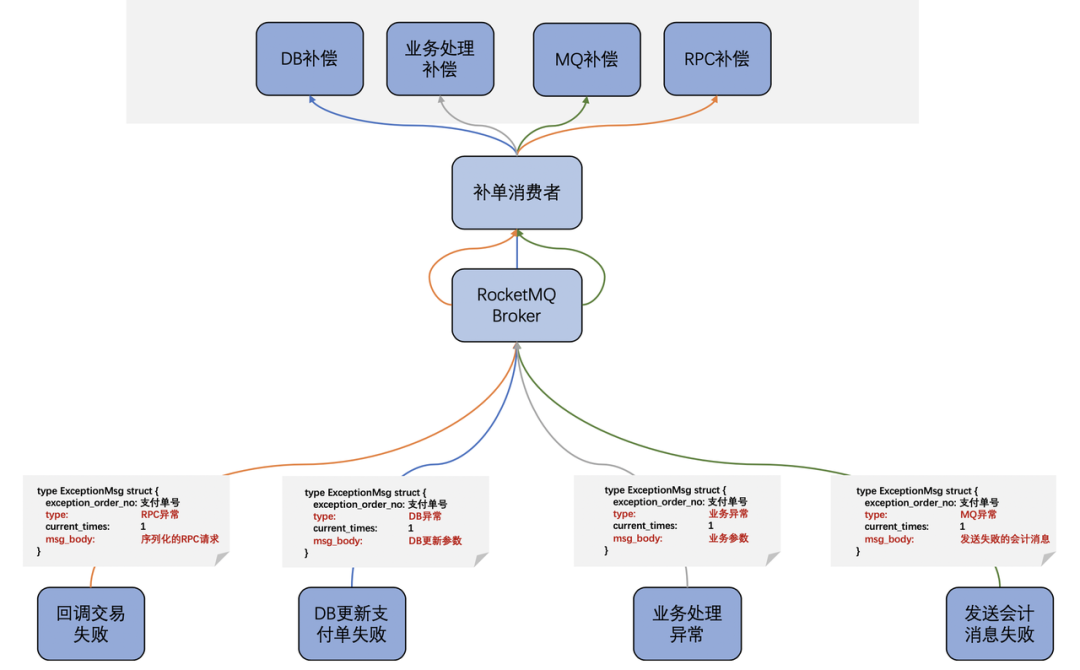 DB补偿
业务处理
补偿
MQ补偿
RPC补偿
补单消费者
RocketMQ
Broker
type ExceptionMsg struct {
exception_order_no: 支付单号
type: RPC异常
current_times: 1
msg_body: 序列化的RPC请求
}
type ExceptionMsg struct {
exception_order_no: 支付单号
type: DB异常
current_times: 1
msg_body: DB更新参数
}
type ExceptionMsg struct {
exception_order_no: 支付单号
type: 业务异常
current_times: 1
msg_body: 业务参数
}
type ExceptionMsg struct {
exception_order_no: 支付单号
type: MQ异常
current_times: 1
msg_body: 发送失败的会计消息
}
回调交易
失败
DB更新支
付单失败
业务处理
异常
发送会计
消息失败